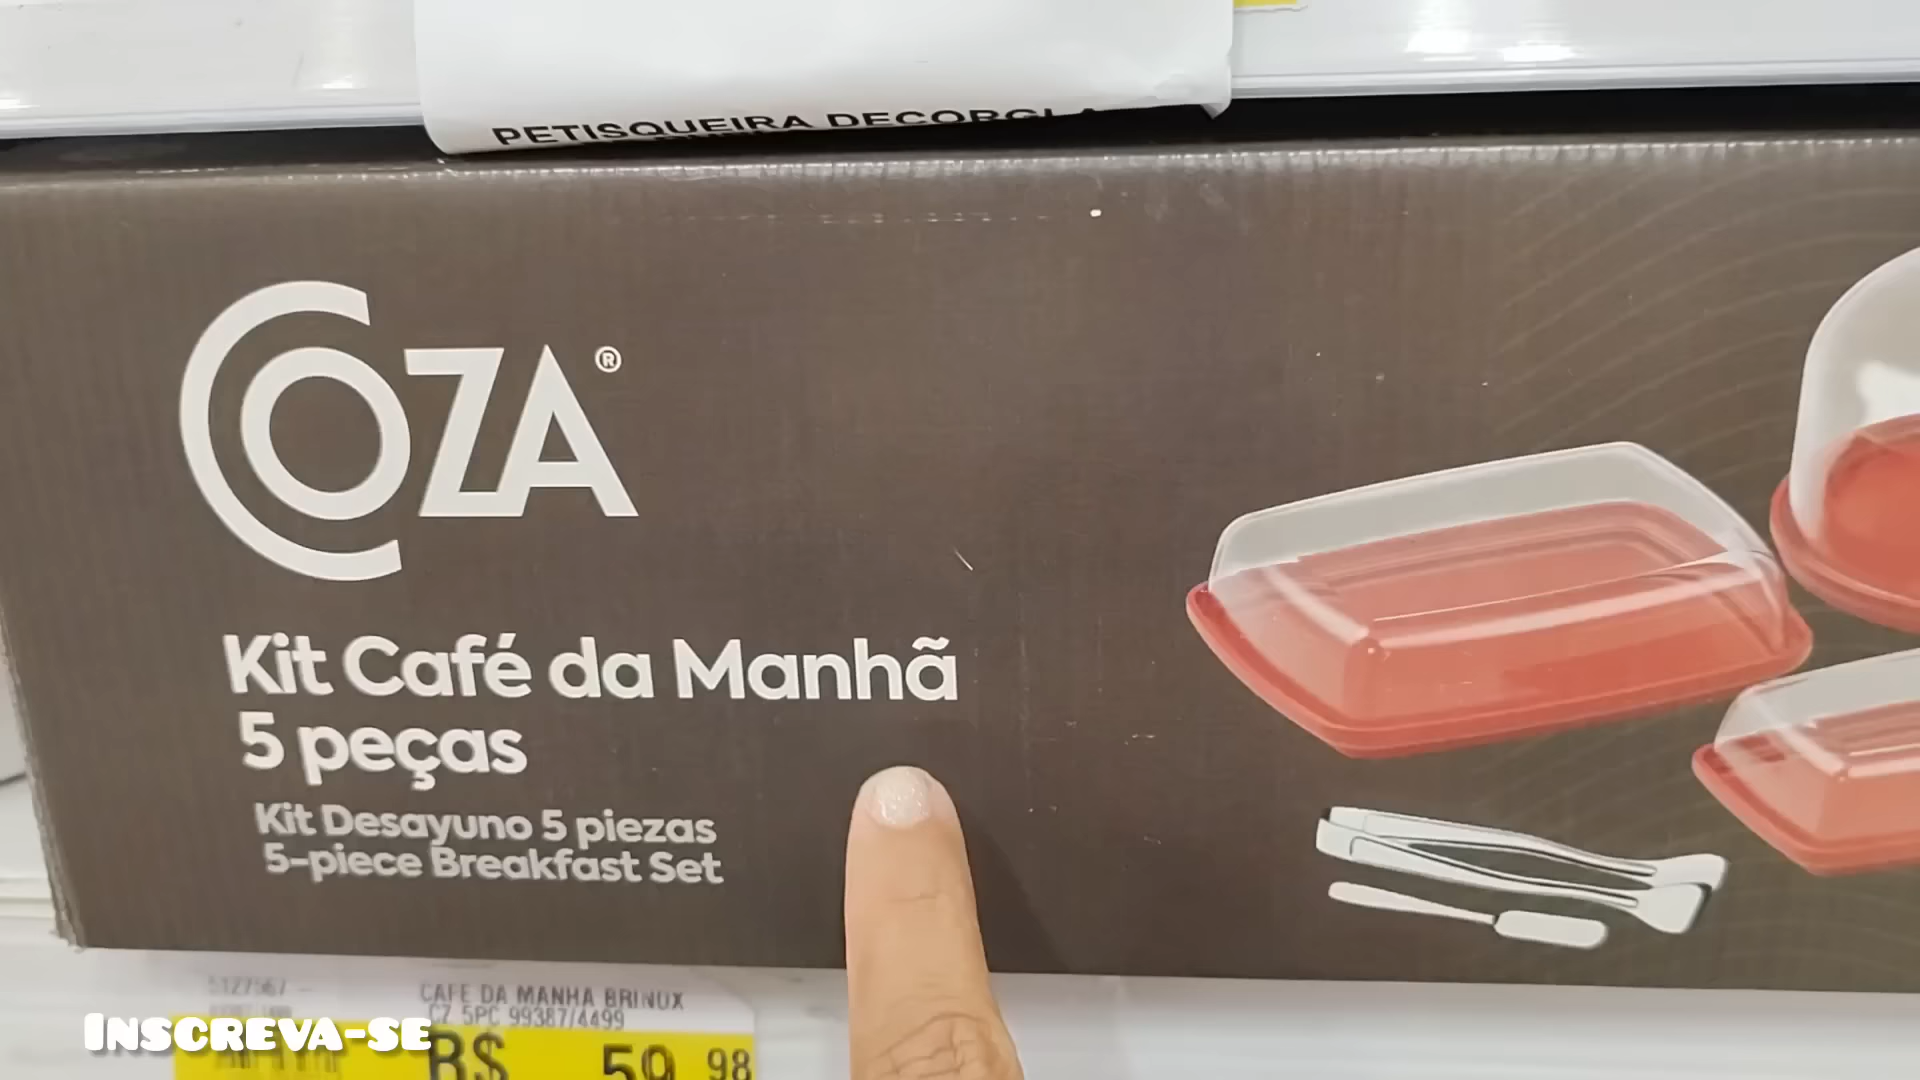 PETISQUEIRA
COZA®
Kit Café da Manhã
5 peças
Kit Desayuno 5 piezas
5-piece Breakfast Set
5127567
CAFE DA MANHA BRINOX
CZ 5PC 99387/4499
INSCREVA-SE
R$ 59,98